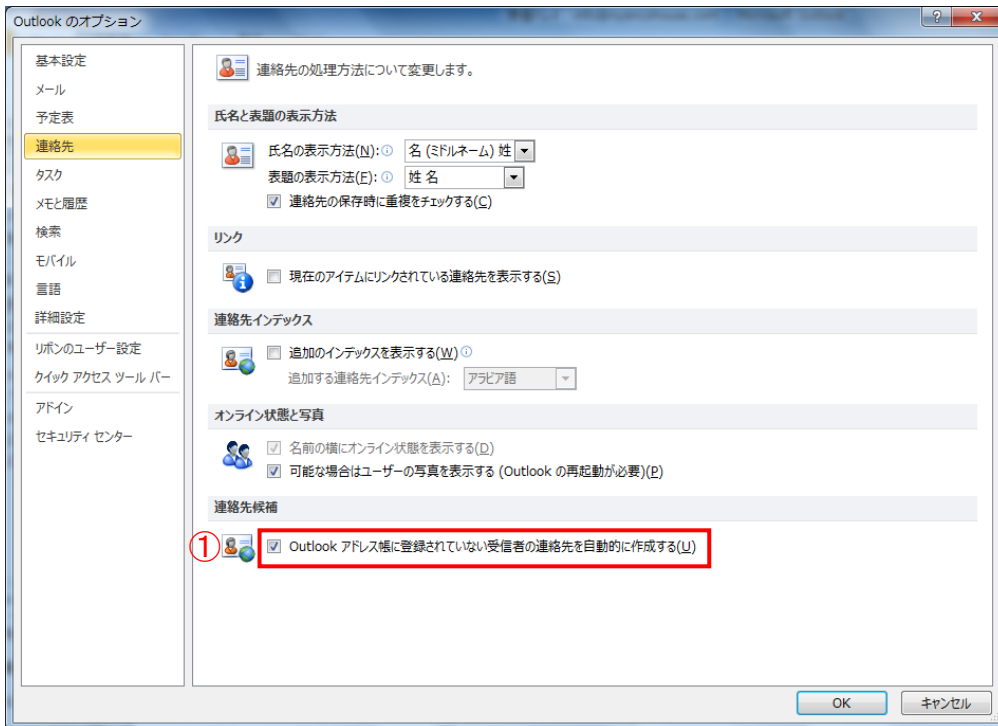 Outlook のオプション
基本設定
メール
予定表
連絡先
タスク
メモと履歴
検索
モバイル
言語
詳細設定
リボンのユーザー設定
クイック アクセス ツール バー
アドイン
セキュリティ センター
連絡先の処理方法について変更します。
氏名と表題の表示方法
氏名の表示方法(N): 名 (ミドルネーム) 姓
表題の表示方法(F): 姓 名
連絡先の保存時に重複をチェックする(C)
リンク
現在のアイテムにリンクされている連絡先を表示する(S)
連絡先インデックス
追加のインデックスを表示する(W)
追加する連絡先インデックス(A): アラビア語
オンライン状態と写真
名前の横にオンライン状態を表示する(D)
可能な場合はユーザーの写真を表示する (Outlook の再起動が必要)(P)
連絡先候補
① Outlook アドレス帳に登録されていない受信者の連絡先を自動的に作成する(U)
OK キャンセル